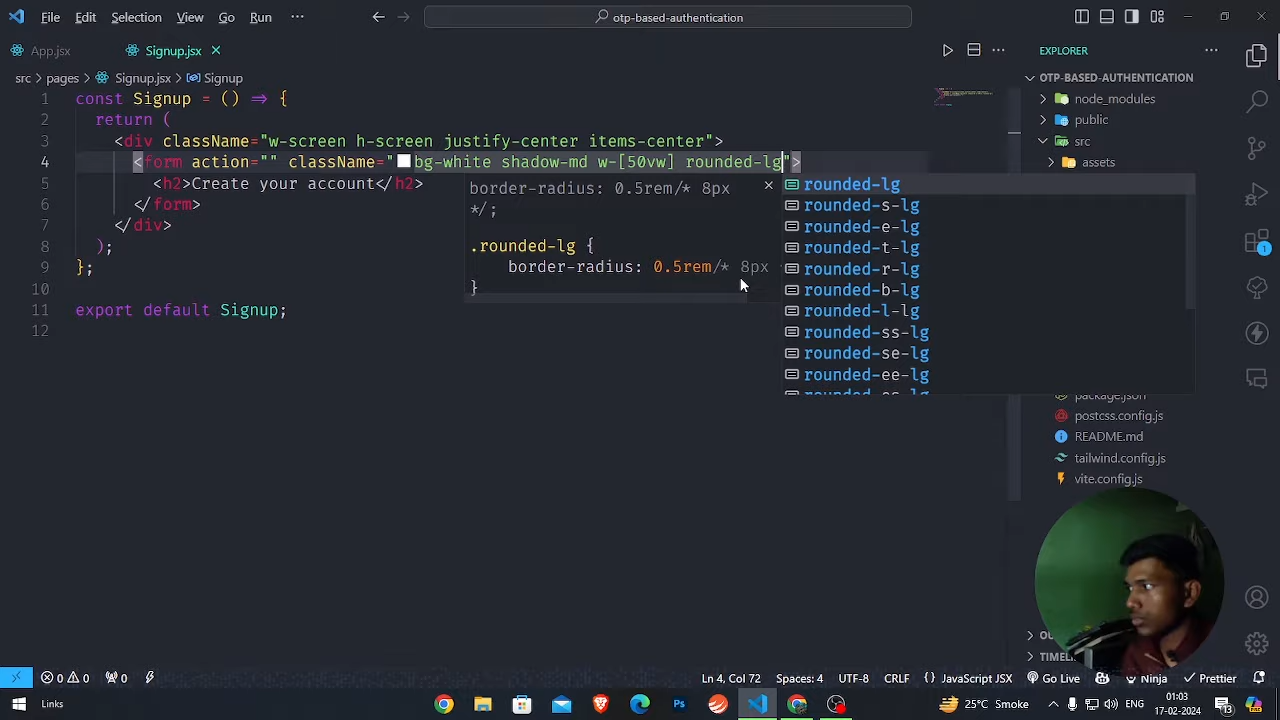 File Edit Selection View Go Run ··· otp-based-authentication
App.jsx Signup.jsx EXPLORER
src > pages > Signup.jsx > Signup OTP-BASED-AUTHENTICATION
1 const Signup = () ⇒ {
2 return (
3 <div className="w-screen h-screen justify-center items-center">
4 <form action="" className="bg-white shadow-md w-[50vw] rounded-lg">
5 <h2>Create your account</h2>
6 </form>
7 </div>
8 );
9 };
10
11 export default Signup;
12
border-radius: 0.5rem/* 8px
*/;
.rounded-lg {
border-radius: 0.5rem/* 8px
}
rounded-lg
rounded-s-lg
rounded-e-lg
rounded-t-lg
rounded-r-lg
rounded-b-lg
rounded-l-lg
rounded-ss-lg
rounded-se-lg
rounded-ee-lg
node_modules
public
src
assets
package.json
postcss.config.js
README.md
tailwind.config.js
vite.config.js
1
OU
TIMELI
0 0 0 Ln 4, Col 72 Spaces: 4 UTF-8 CRLF {} JavaScript JSX Go Live Ninja Prettier
Links 25°C Smoke 01:03
17-02-2024